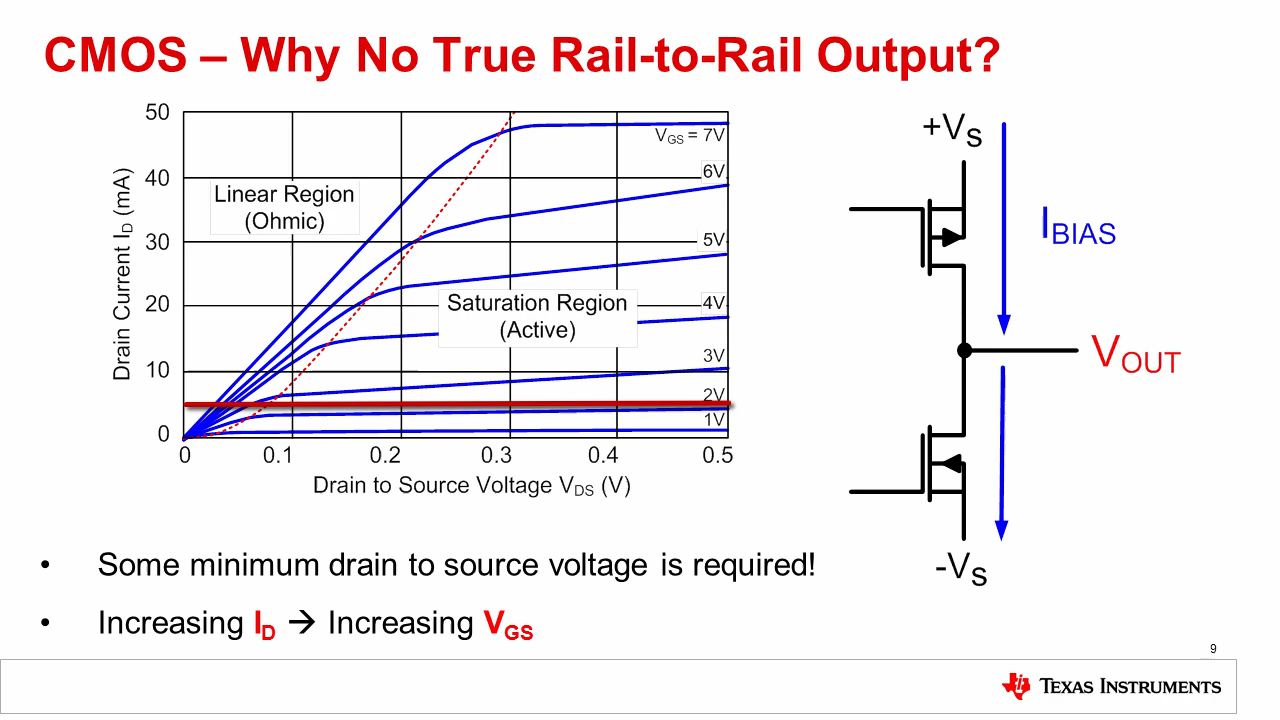 CMOS – Why No True Rail-to-Rail Output?
50
40
30
20
10
0
Drain Current I_D (mA)
Linear Region
(Ohmic)
Saturation Region
(Active)
V_GS = 7V
6V
5V
4V
3V
2V
1V
0 0.1 0.2 0.3 0.4 0.5
Drain to Source Voltage V_DS (V)
+V_S
I_BIAS
V_OUT
-V_S
• Some minimum drain to source voltage is required!
• Increasing I_D → Increasing V_GS
9
TEXAS INSTRUMENTS